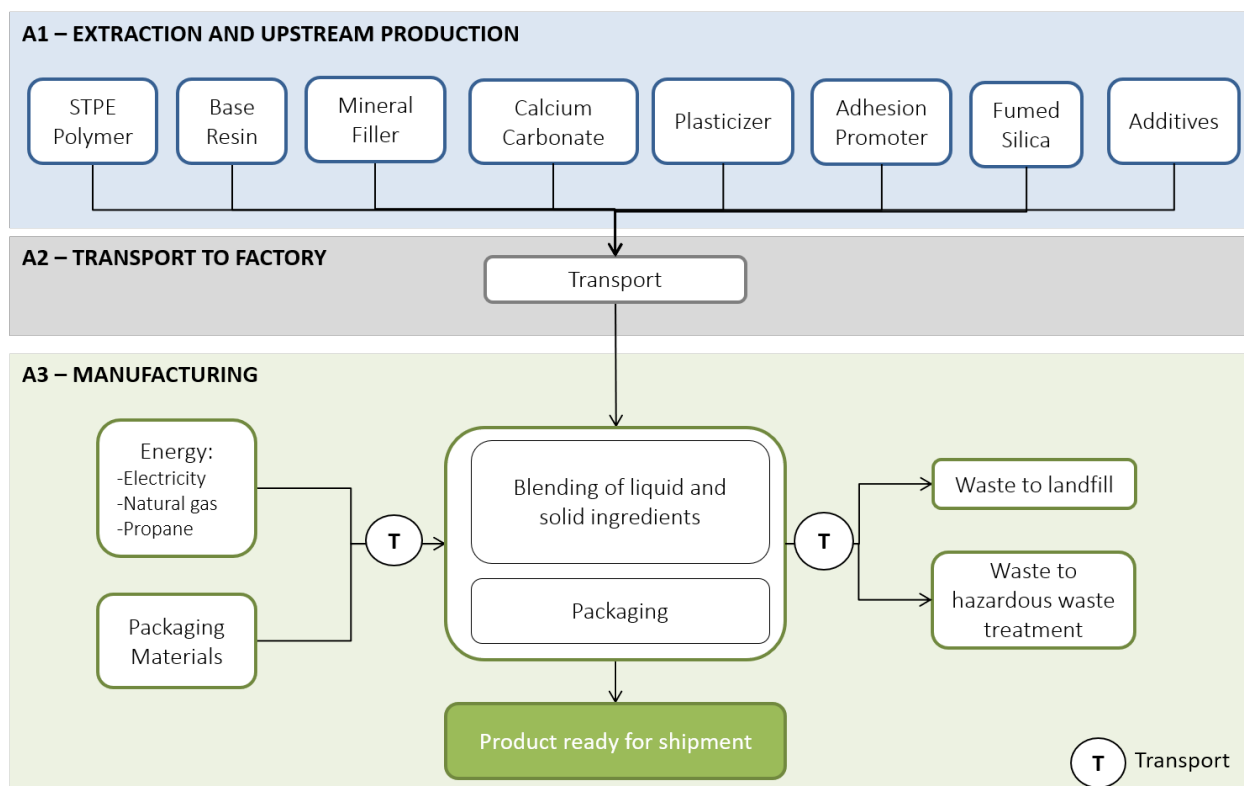 A1 – EXTRACTION AND UPSTREAM PRODUCTION
STPE
Polymer
Base
Resin
Mineral
Filler
Calcium
Carbonate
Plasticizer
Adhesion
Promoter
Fumed
Silica
Additives
A2 – TRANSPORT TO FACTORY
Transport
A3 – MANUFACTURING
Energy:
-Electricity
-Natural gas
-Propane
Packaging
Materials
T
Blending of liquid and
solid ingredients
Packaging
T
Waste to landfill
Waste to
hazardous waste
treatment
Product ready for shipment
T Transport